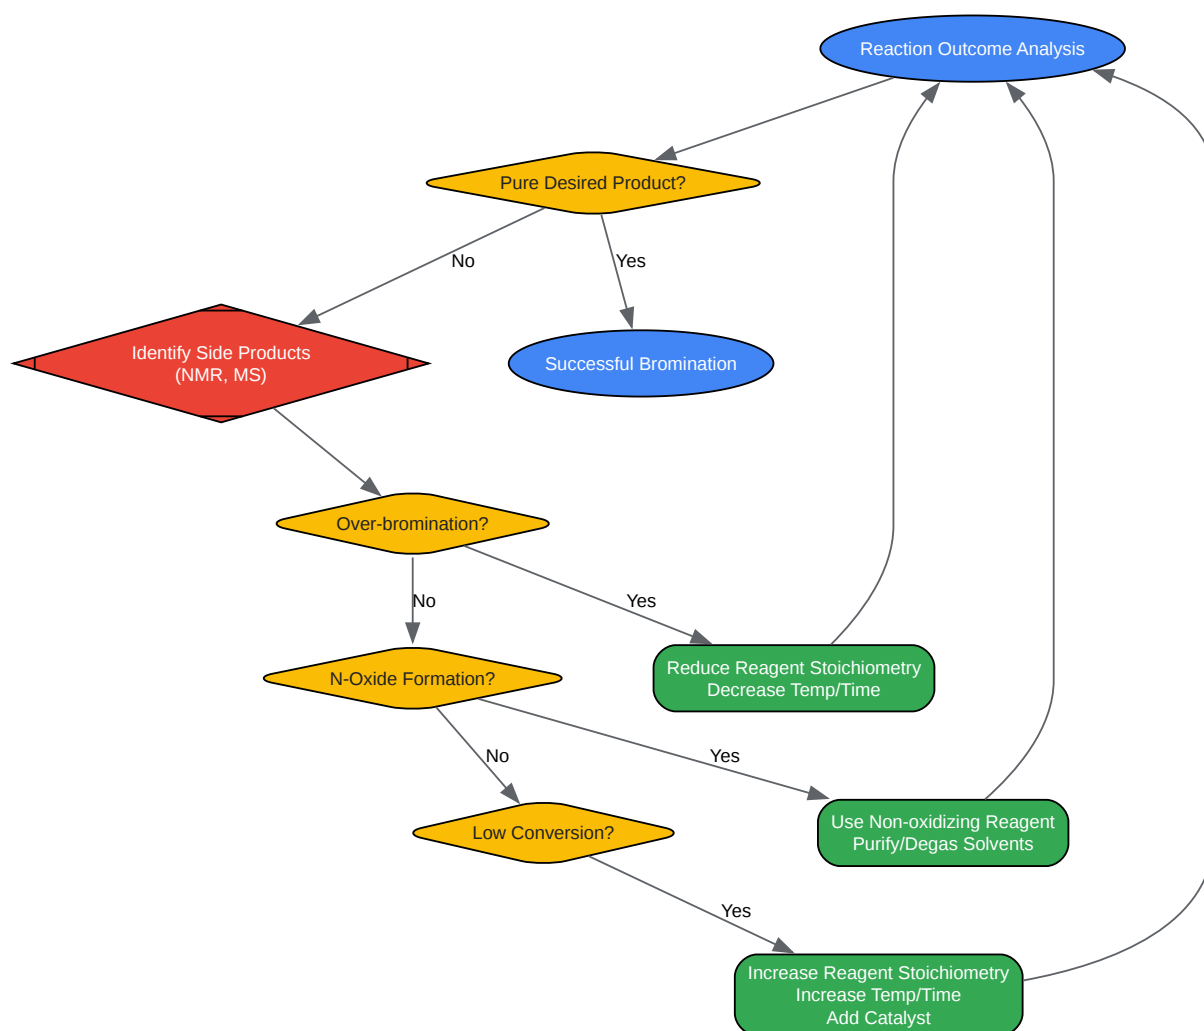 Reaction Outcome Analysis
Pure Desired Product?
No
Yes
Identify Side Products
(NMR, MS)
Successful Bromination
Over-bromination?
No
Yes
N-Oxide Formation?
Reduce Reagent Stoichiometry
Decrease Temp/Time
No
Yes
Low Conversion?
Use Non-oxidizing Reagent
Purify/Degas Solvents
Yes
Increase Reagent Stoichiometry
Increase Temp/Time
Add Catalyst